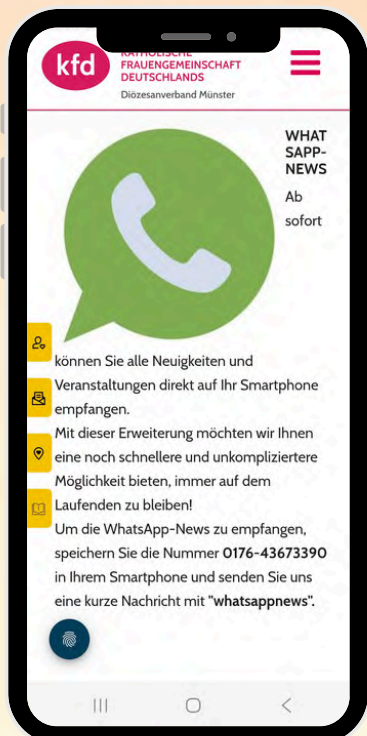 kfd
KATHOLISCHE
FRAUENGEMEINSCHAFT
DEUTSCHLANDS
Diözesanverband Münster
WHAT
SAPP-
NEWS
Ab
sofort
können Sie alle Neuigkeiten und
Veranstaltungen direkt auf Ihr Smartphone
empfangen.
Mit dieser Erweiterung möchten wir Ihnen
eine noch schnellere und unkompliziertere
Möglichkeit bieten, immer auf dem
Laufenden zu bleiben!
Um die WhatsApp-News zu empfangen,
speichern Sie die Nummer 0176-43673390
in Ihrem Smartphone und senden Sie uns
eine kurze Nachricht mit "whatsappnews".